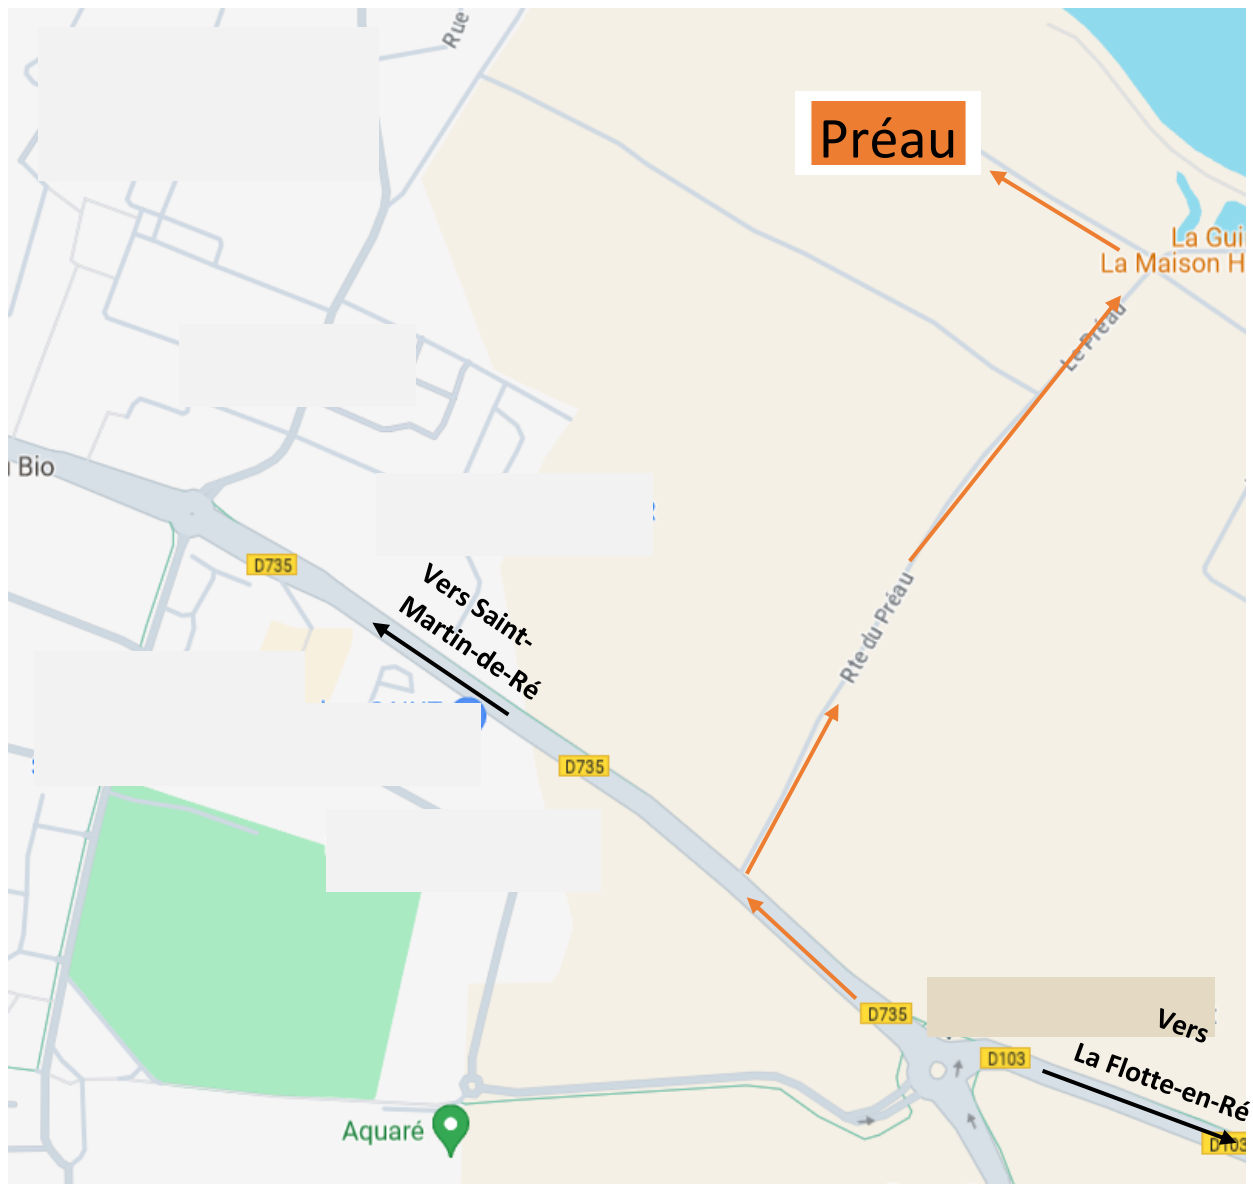 Rue
Préau
La Gui
La Maison H
Le Préau
Bio
D735
Vers Saint-
Martin-de-Ré
Rte du Préau
D735
D735
Vers
La Flotte-en-Ré
D103
D103
Aquaré